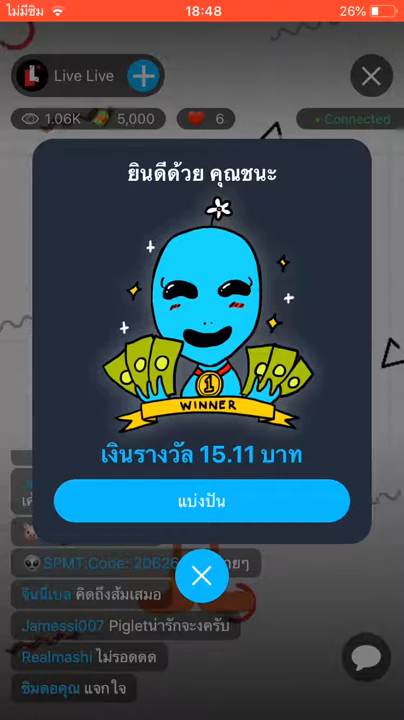 ไม่มีซิม
18:48
26%
Live Live
1.06K
5,000
6
Connected
ยินดีด้วย คุณชนะ
1
WINNER
เงินรางวัล 15.11 บาท
แบ่งปัน
SPMT Code: 2D626
จินนี่เบล คิดถึงส้มเสมอ
Jamessl007 Pigletน่ารักจะงครับ
Realmashi ไม่รอดดด
ชิมดอคุณ แจกใจ